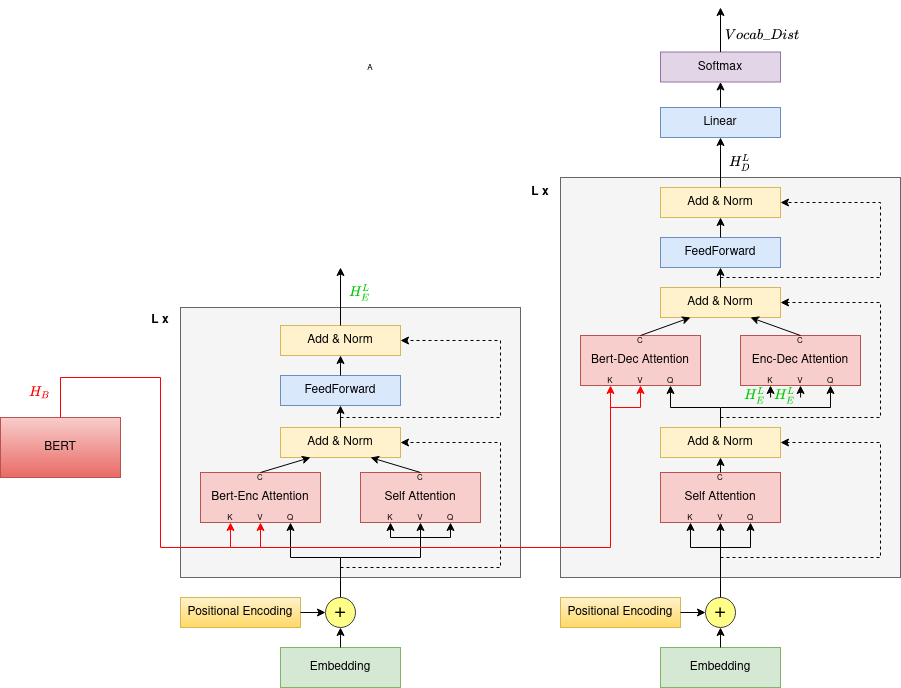 Vocab_Dist
Softmax
A
Linear
H_D^L
L x
Add & Norm
FeedForward
Add & Norm
C C
Bert-Dec Attention Enc-Dec Attention
K V Q K V Q
H_E^L H_E^L
Add & Norm
C
Self Attention
K V Q
Positional Encoding +
Embedding
H_E^L
L x
Add & Norm
FeedForward
Add & Norm
C C
Bert-Enc Attention Self Attention
K V Q K V Q
Positional Encoding +
Embedding
H_B
BERT